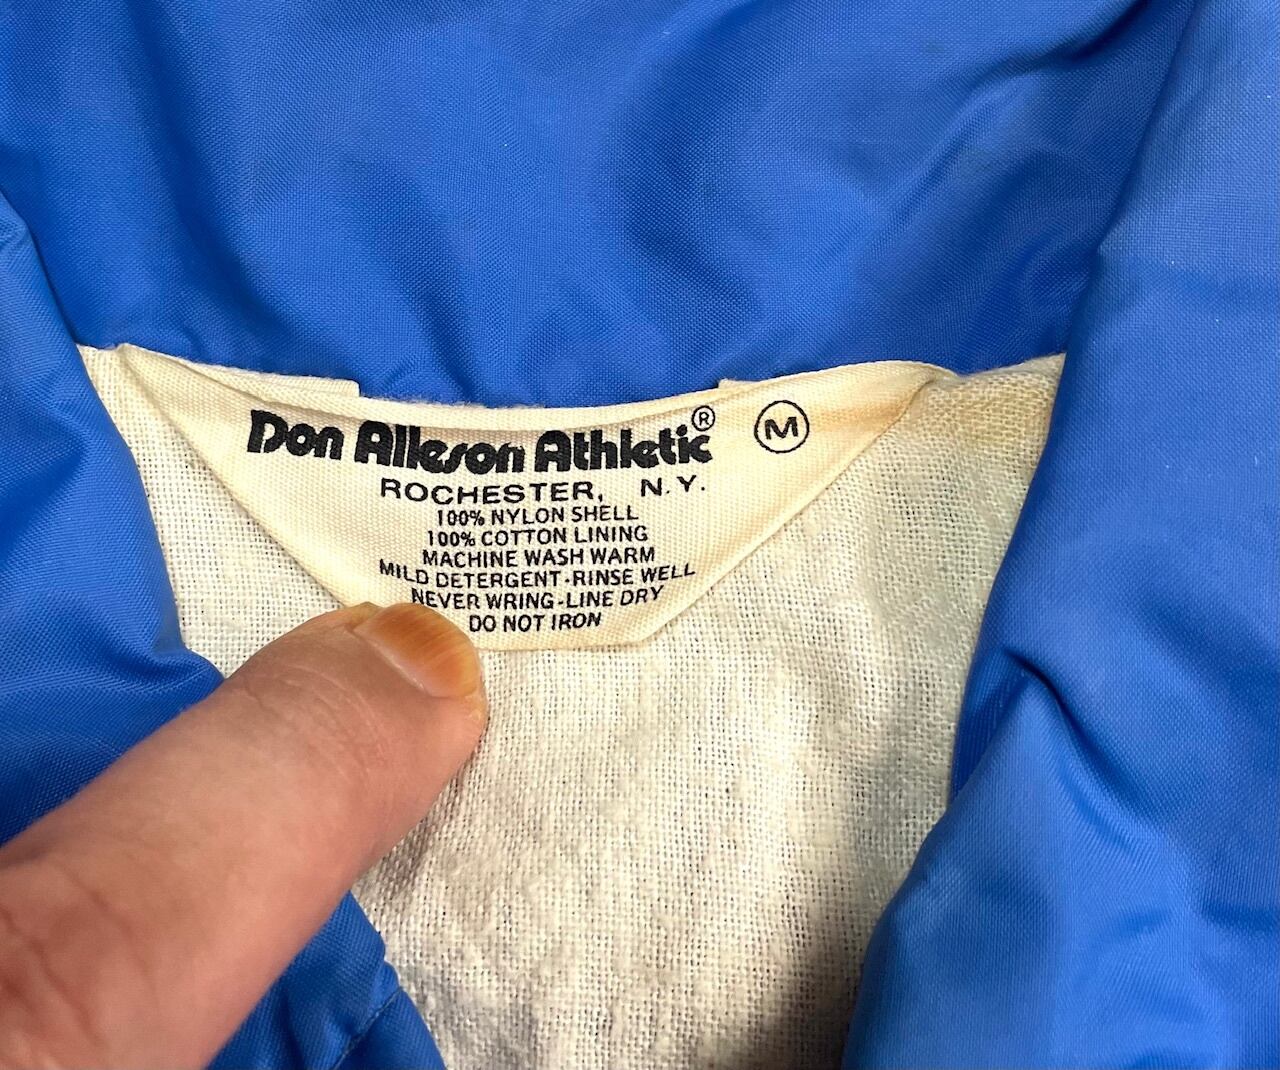 Don Alleson Athletic® M
ROCHESTER, N.Y.
100% NYLON SHELL
100% COTTON LINING
MACHINE WASH WARM
MILD DETERGENT-RINSE WELL
NEVER WRING-LINE DRY
DO NOT IRON